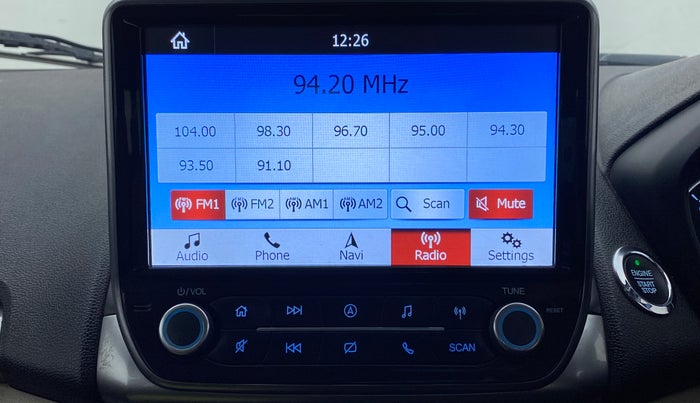 12:26
94.20 MHz
104.00 98.30 96.70 95.00 94.30
93.50 91.10
FM1 FM2 AM1 AM2 Scan Mute
Audio Phone Navi Radio Settings
/VOL TUNE
ENGINE
START
STOP
RESET
SCAN